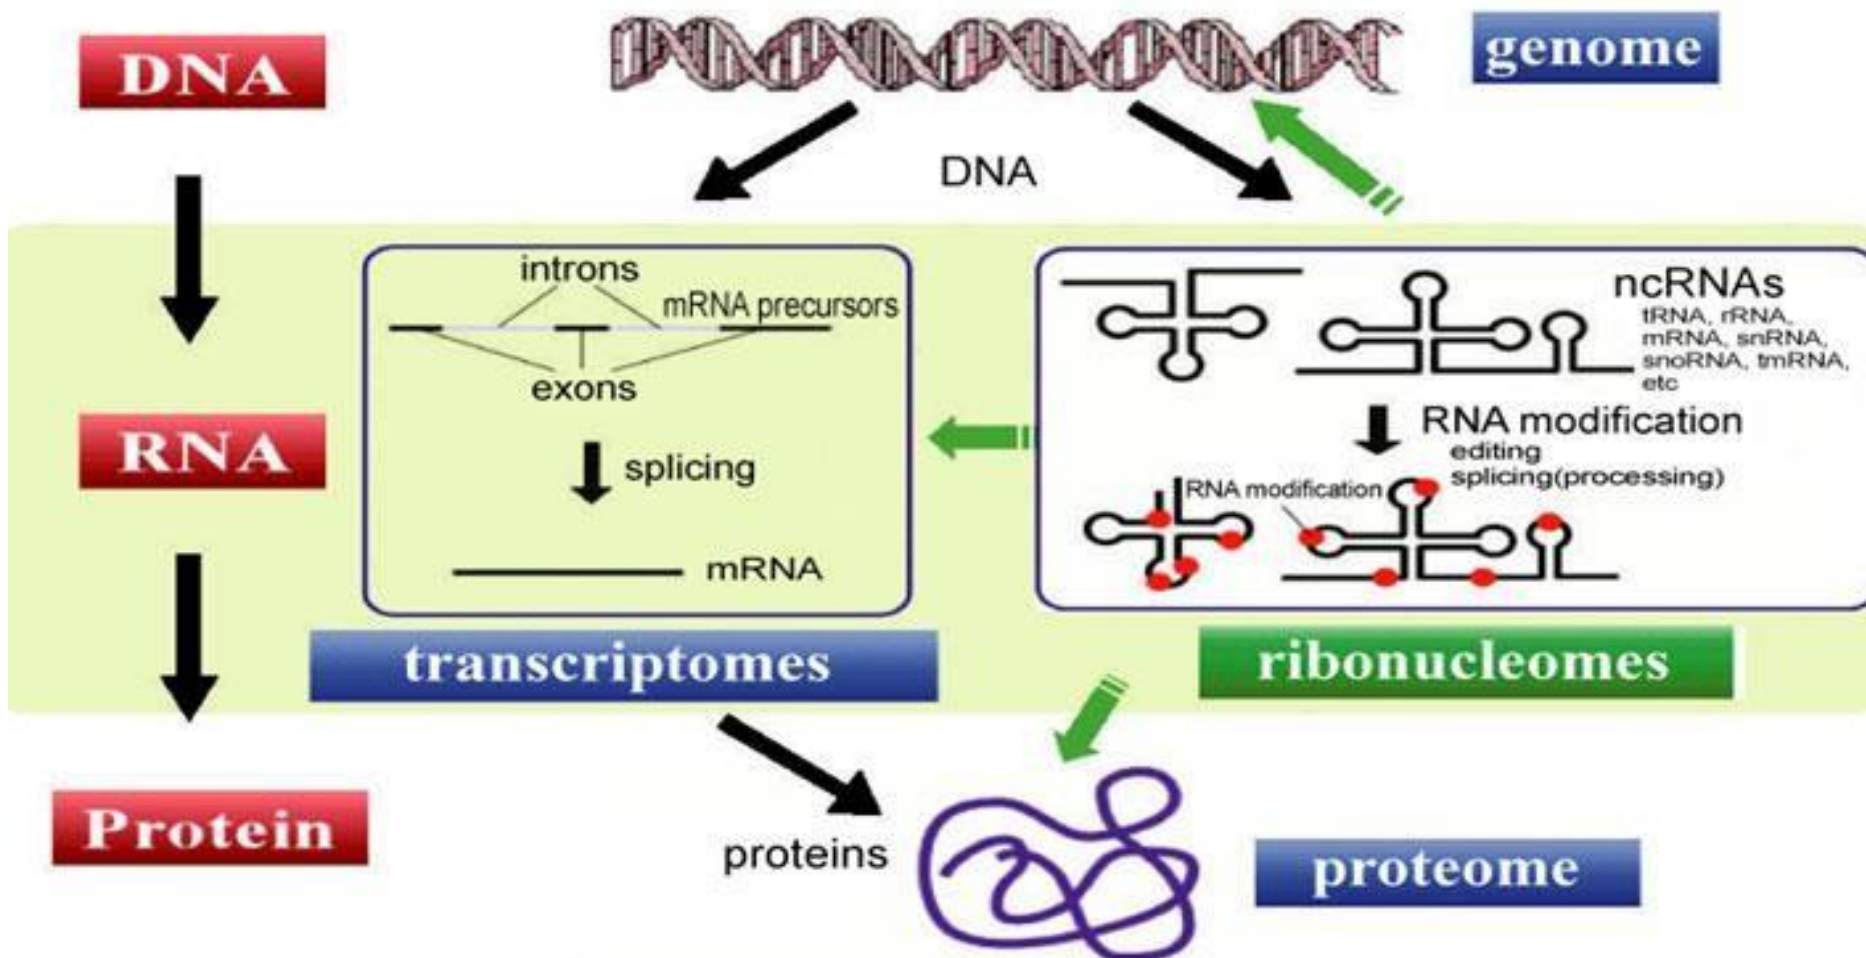 DNA
genome
DNA
introns
mRNA precursors
exons
splicing
mRNA
ncRNAs
tRNA, rRNA,
mRNA, snRNA,
snoRNA, tmRNA,
etc
RNA modification
editing
splicing(processing)
RNA modification
RNA
transcriptomes
ribonucleomes
Protein
proteins
proteome